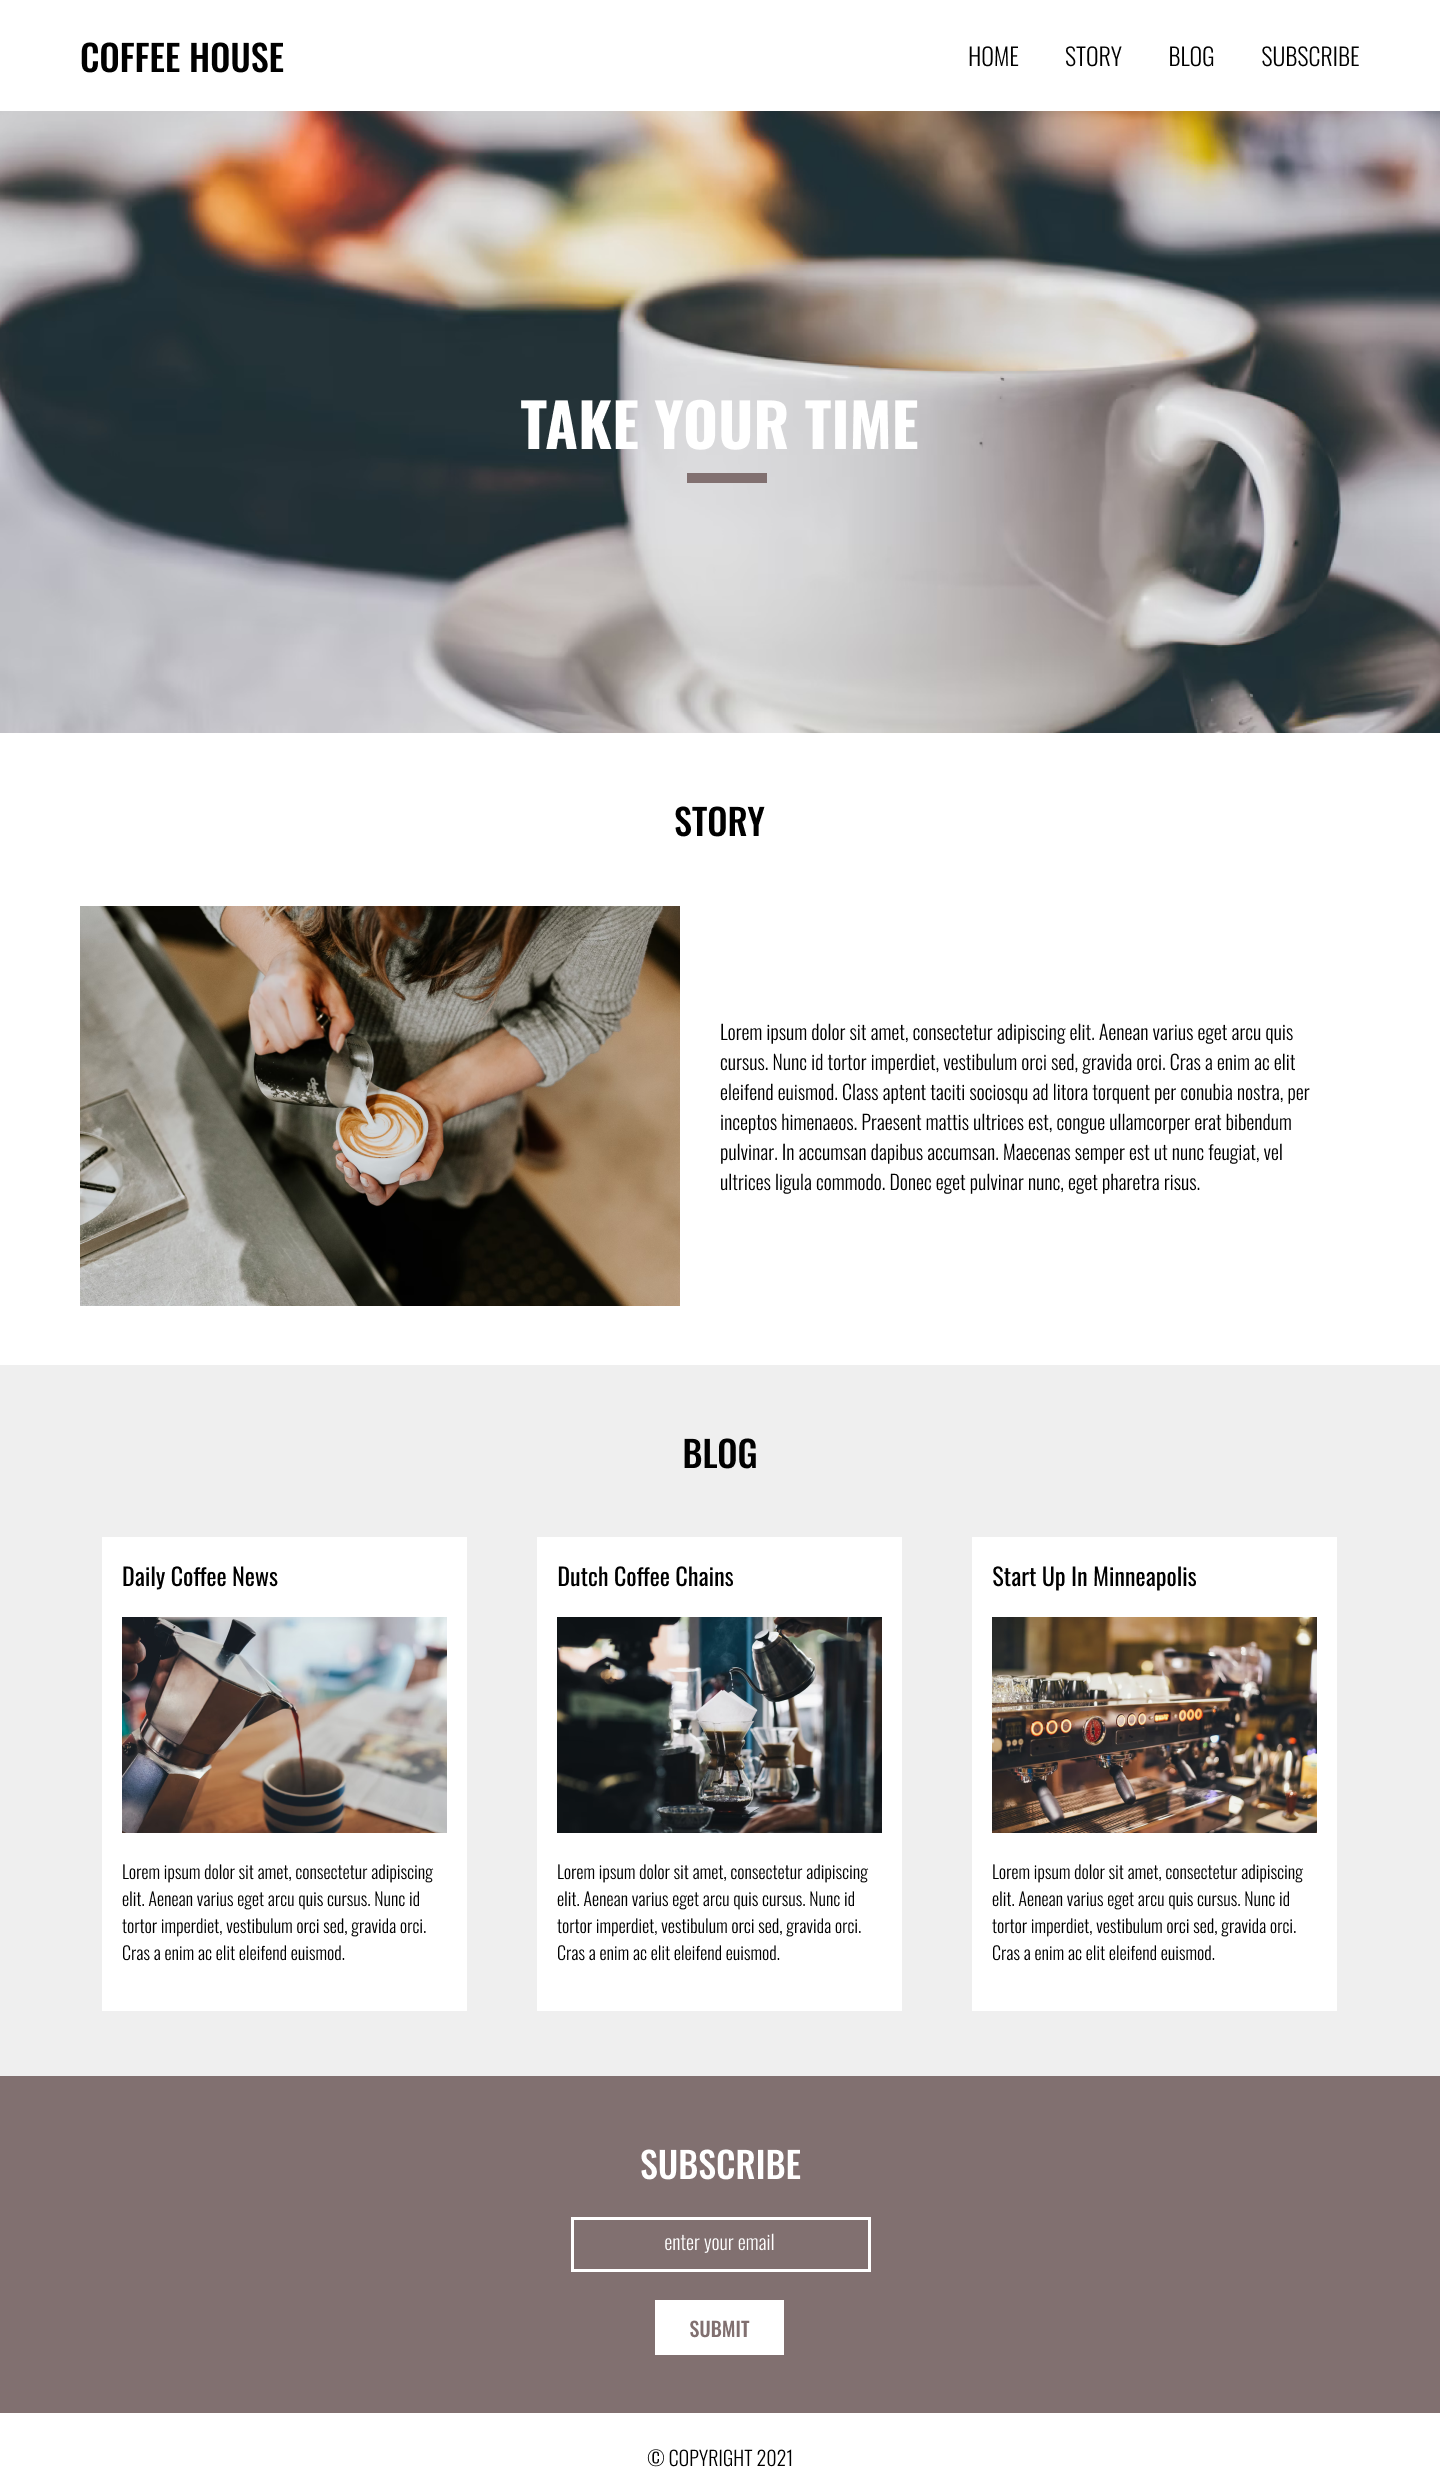 COFFEE HOUSE
HOME STORY BLOG SUBSCRIBE
TAKE YOUR TIME
STORY
Lorem ipsum dolor sit amet, consectetur adipiscing elit. Aenean varius eget arcu quis
cursus. Nunc id tortor imperdiet, vestibulum orci sed, gravida orci. Cras a enim ac elit
eleifend euismod. Class aptent taciti sociosqu ad litora torquent per conubia nostra, per
inceptos himenaeos. Praesent mattis ultrices est, congue ullamcorper erat bibendum
pulvinar. In accumsan dapibus accumsan. Maecenas semper est ut nunc feugiat, vel
ultrices ligula commodo. Donec eget pulvinar nunc, eget pharetra risus.
BLOG
Daily Coffee News
Lorem ipsum dolor sit amet, consectetur adipiscing
elit. Aenean varius eget arcu quis cursus. Nunc id
tortor imperdiet, vestibulum orci sed, gravida orci.
Cras a enim ac elit eleifend euismod.
Dutch Coffee Chains
Lorem ipsum dolor sit amet, consectetur adipiscing
elit. Aenean varius eget arcu quis cursus. Nunc id
tortor imperdiet, vestibulum orci sed, gravida orci.
Cras a enim ac elit eleifend euismod.
Start Up In Minneapolis
Lorem ipsum dolor sit amet, consectetur adipiscing
elit. Aenean varius eget arcu quis cursus. Nunc id
tortor imperdiet, vestibulum orci sed, gravida orci.
Cras a enim ac elit eleifend euismod.
SUBSCRIBE
enter your email
SUBMIT
© COPYRIGHT 2021